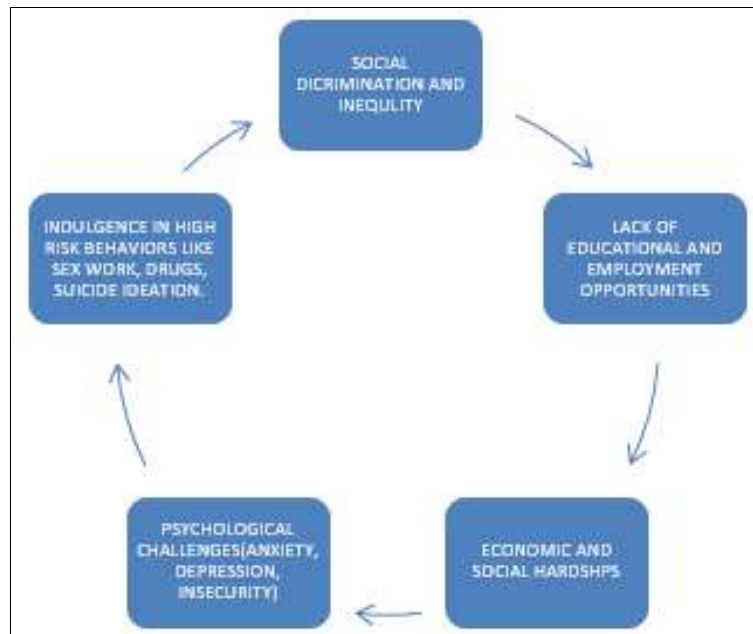 SOCIAL
DICRIMINATION AND
INEQULITY
LACK OF
EDUCATIONAL AND
EMPLOYMENT
OPPORTUNITIES
ECONOMIC AND
SOCIAL HARDSHPS
PSYCHOLOGICAL
CHALLENGES(ANXIETY,
DEPRESSION,
INSECURITY)
INDULGENCE IN HIGH
RISK BEHAVIORS LIKE
SEX WORK, DRUGS,
SUICIDE IDEATION.